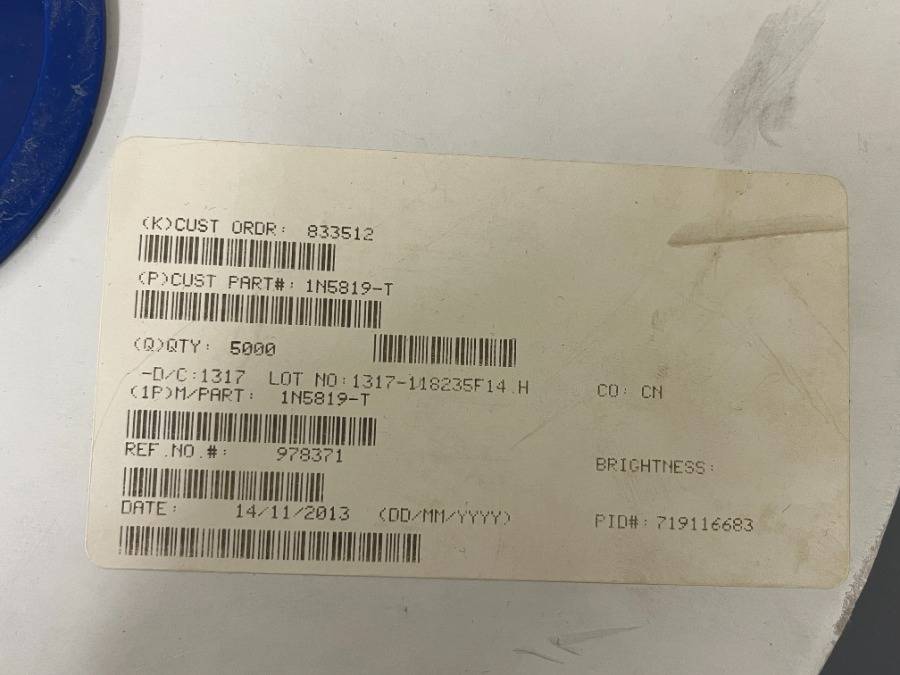 (K)CUST ORDR: 833512
(P)CUST PART#: 1N5819-T
(Q)QTY: 5000
-D/C:1317 LOT NO:1317-118235F14.H
CO: CN
(1P)M/PART: 1N5819-T
REF.NO.#: 978371
BRIGHTNESS:
DATE: 14/11/2013 (DD/MM/YYYY)
PID#: 719116683